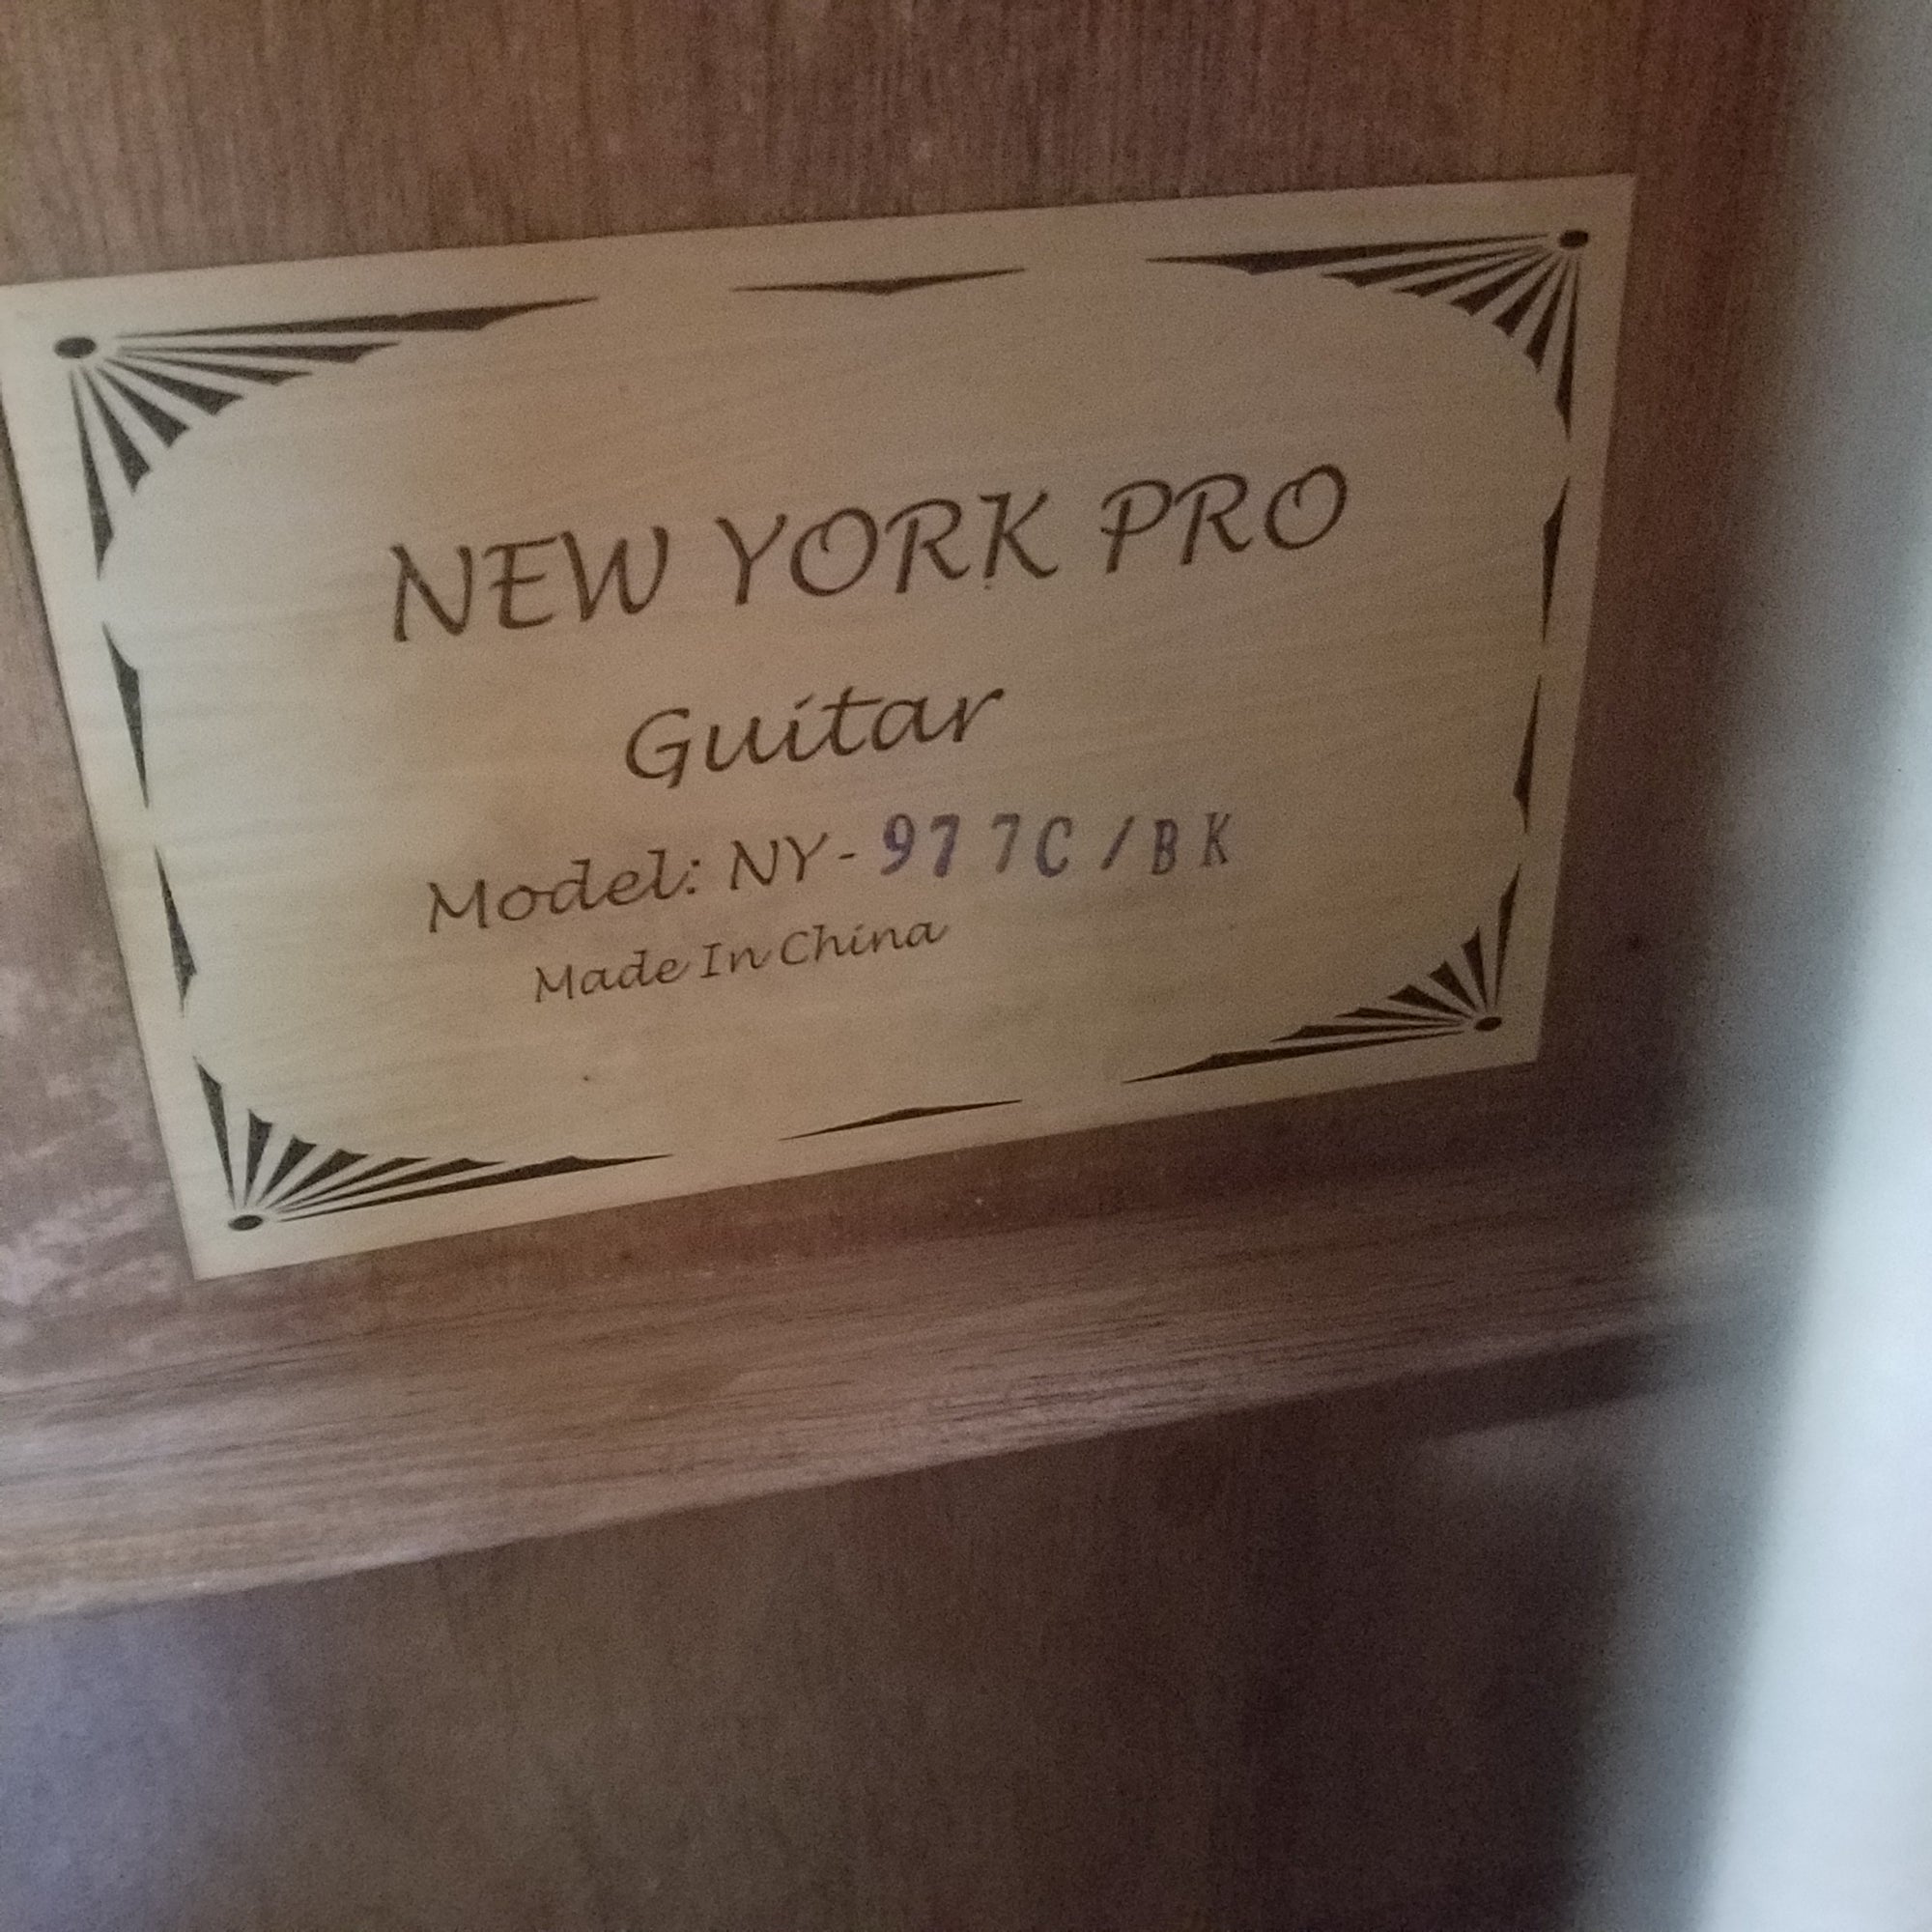 NEW YORK PRO
Guitar
Model: NY-977C/BK
Made In China